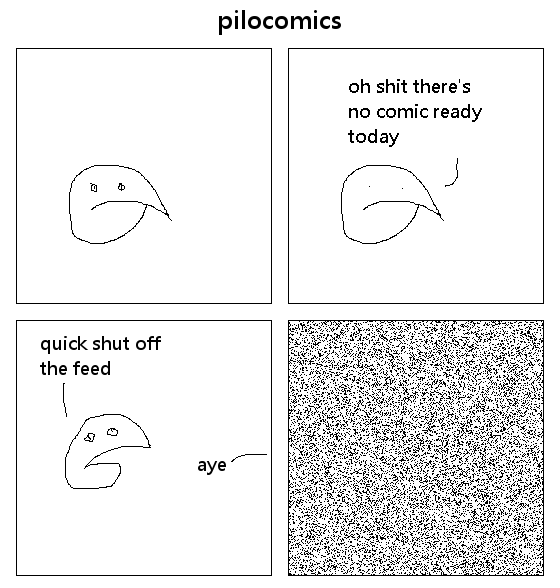 pilocomics
oh shit there's
no comic ready
today
quick shut off
the feed
aye